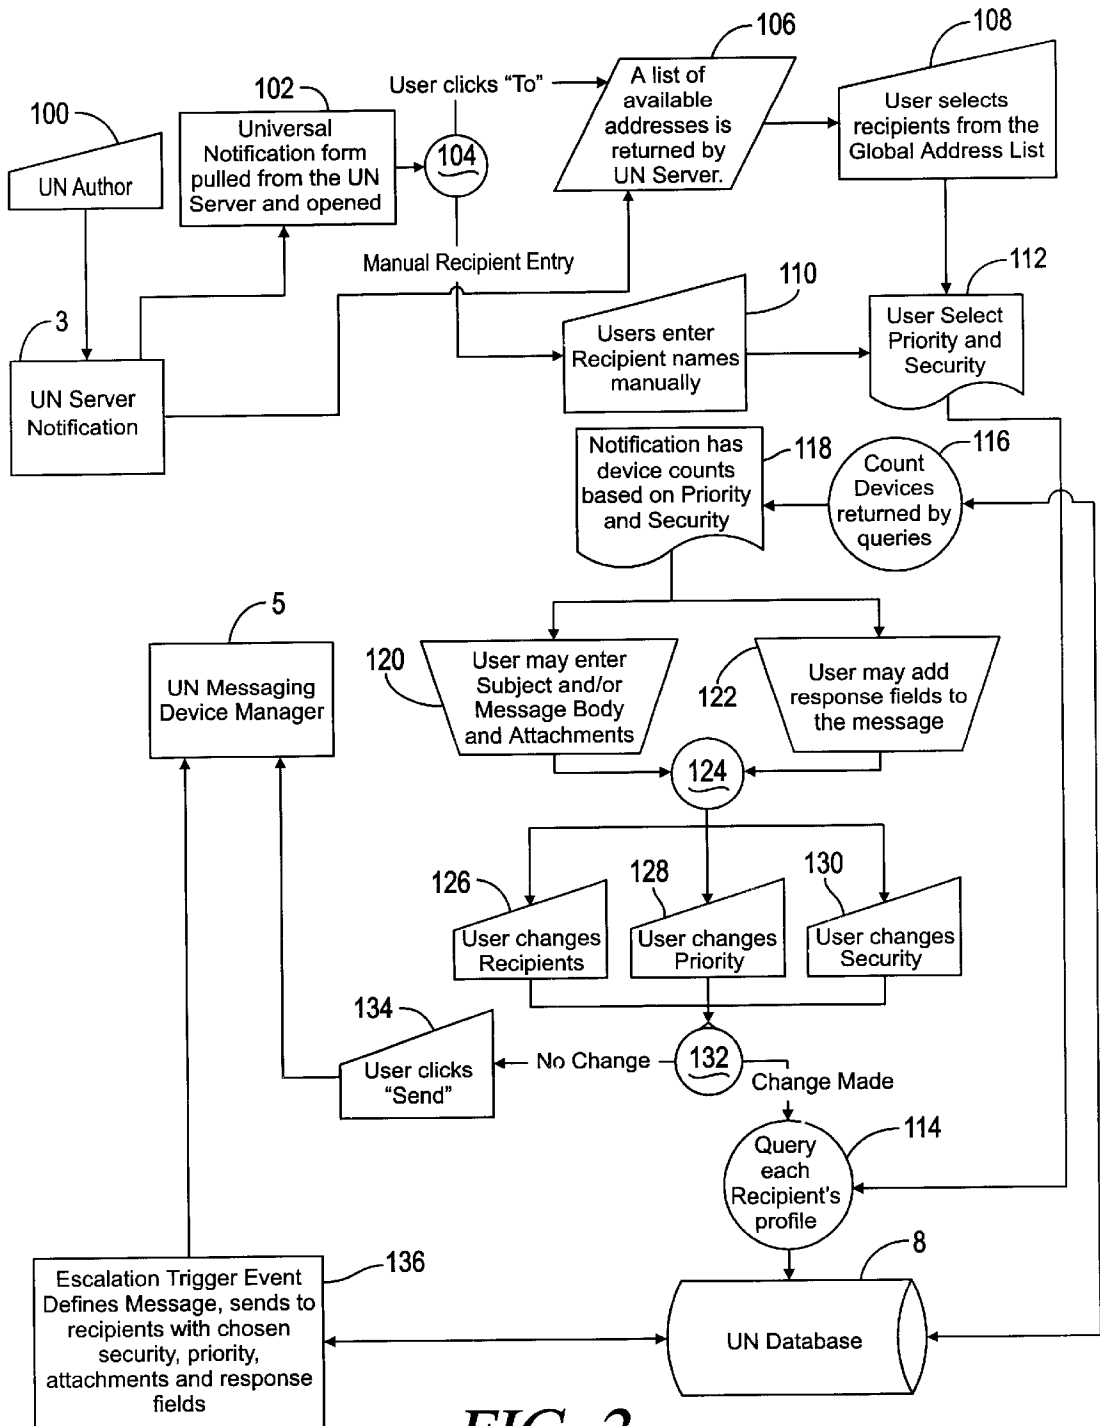 106
108
User clicks "To"
A list of
available
addresses is
returned by
UN Server.
102
100
Universal
Notification form
pulled from the UN
Server and opened
104
User selects
recipients from the
Global Address List
UN Author
Manual Recipient Entry
110
112
3
Users enter
Recipient names
manually
User Select
Priority and
Security
UN Server
Notification
118
116
Notification has
device counts
based on Priority
and Security
Count
Devices
returned by
queries
5
120
122
UN Messaging
Device Manager
User may enter
Subject and/or
Message Body
and Attachments
User may add
response fields to
the message
124
126
128
130
User changes
Recipients
User changes
Priority
User changes
Security
134
132
No Change
Change Made
User clicks
"Send"
114
Query
each
Recipient's
profile
136
8
Escalation Trigger Event
Defines Message, sends to
recipients with chosen
security, priority,
attachments and response
fields
UN Database